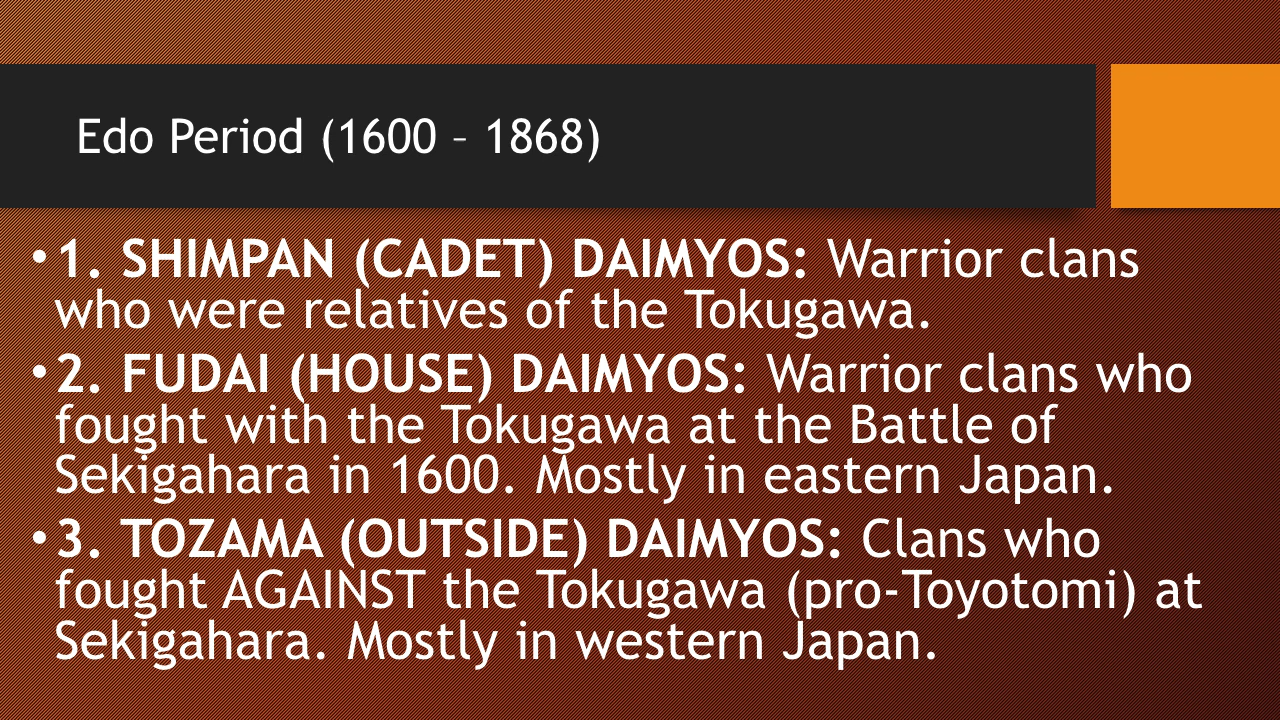 Edo Period (1600 – 1868)
• 1. SHIMPAN (CADET) DAIMYOS: Warrior clans
who were relatives of the Tokugawa.
• 2. FUDAI (HOUSE) DAIMYOS: Warrior clans who
fought with the Tokugawa at the Battle of
Sekigahara in 1600. Mostly in eastern Japan.
• 3. TOZAMA (OUTSIDE) DAIMYOS: Clans who
fought AGAINST the Tokugawa (pro-Toyotomi) at
Sekigahara. Mostly in western Japan.